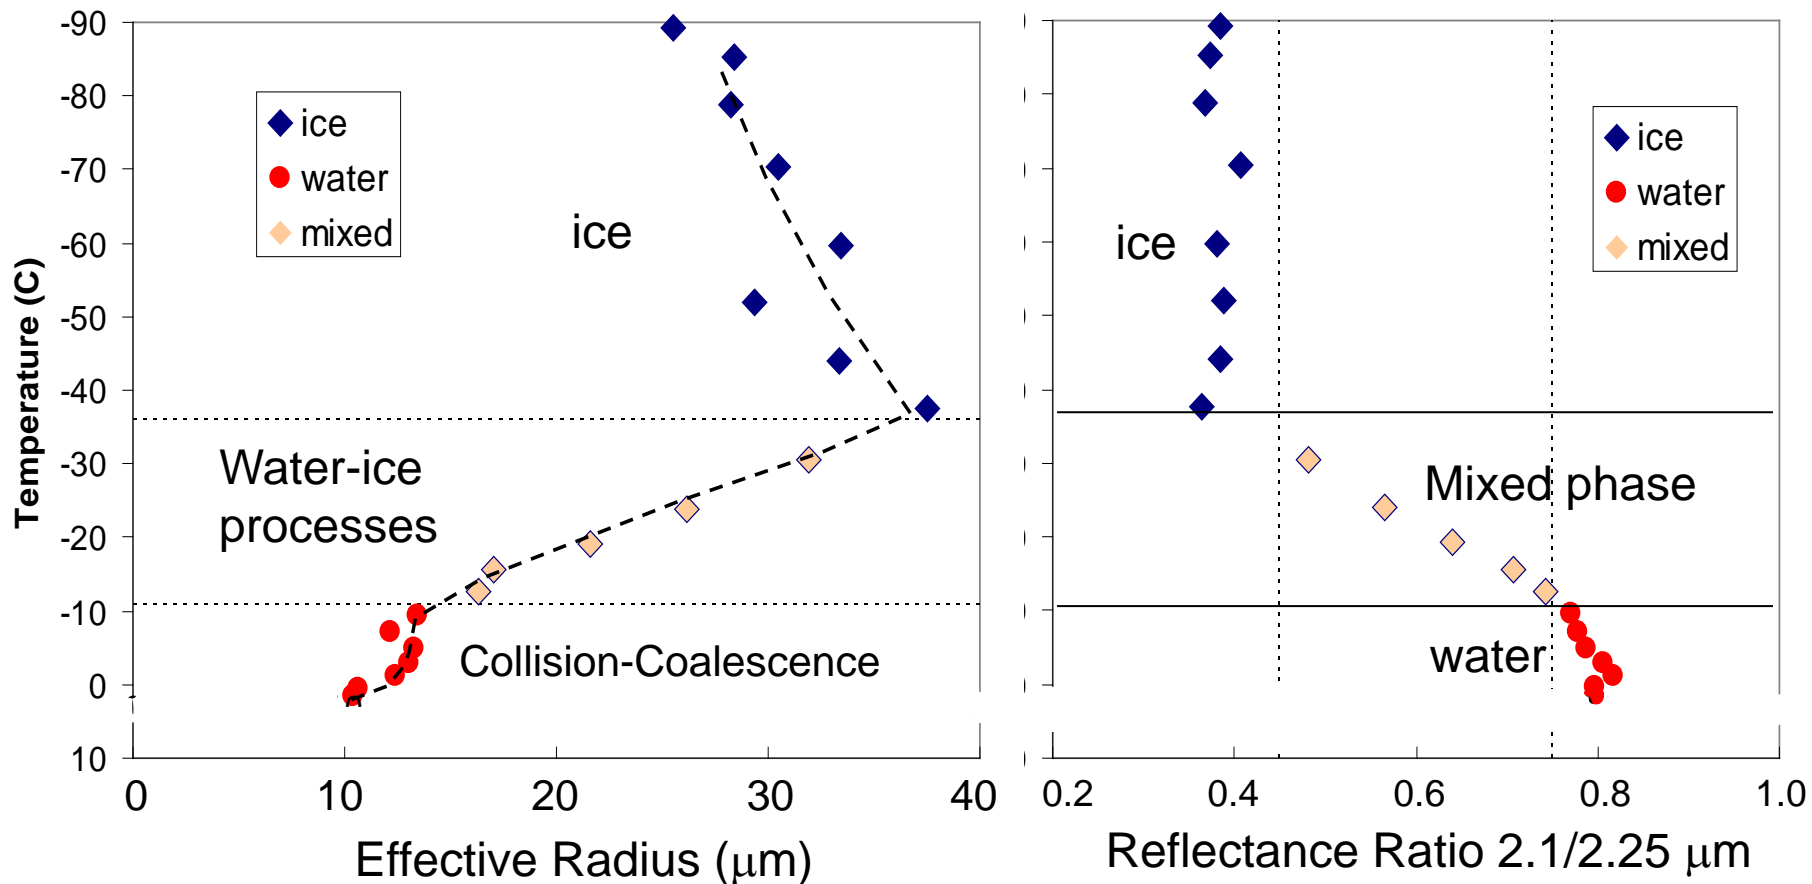 Temperature (C)
-90
-80
-70
-60
-50
-40
-30
-20
-10
0
10
ice
water
mixed
ice
Water-ice
processes
Collision-Coalescence
0
10
20
30
40
Effective Radius (μm)
ice
water
mixed
ice
Mixed phase
water
0.2
0.4
0.6
0.8
1.0
Reflectance Ratio 2.1/2.25 μm